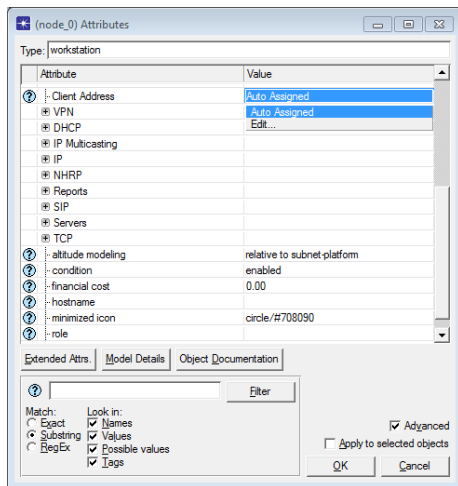 (node_0) Attributes
Type: workstation
Attribute Value
Client Address Auto Assigned
VPN Auto Assigned
DHCP Edit...
IP Multicasting
IP
NHRP
Reports
SIP
Servers
TCP
altitude modeling relative to subnet-platform
condition enabled
financial cost 0.00
hostname
minimized icon circle/#708090
role
Extended Attrs. Model Details Object Documentation
Filter
Match: Look in:
Exact Names
Substring Values
RegEx Possible values
Tags
Advanced
Apply to selected objects
OK Cancel